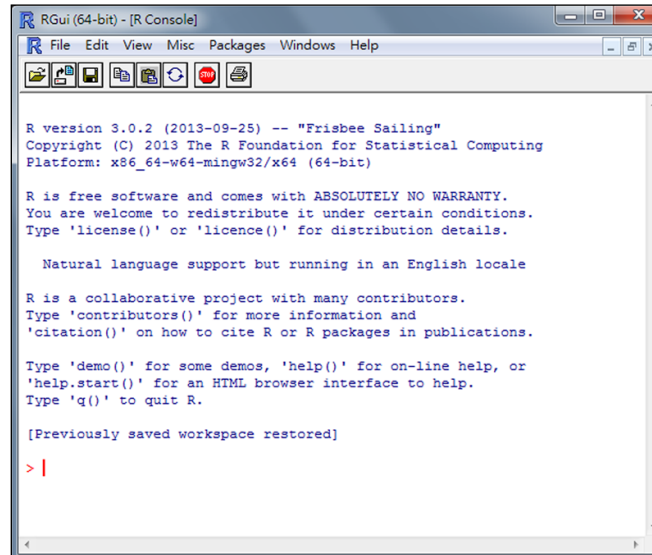 RGui (64-bit) - [R Console]
File Edit View Misc Packages Windows Help
STOP
R version 3.0.2 (2013-09-25) -- "Frisbee Sailing"
Copyright (C) 2013 The R Foundation for Statistical Computing
Platform: x86_64-w64-mingw32/x64 (64-bit)
R is free software and comes with ABSOLUTELY NO WARRANTY.
You are welcome to redistribute it under certain conditions.
Type 'license()' or 'licence()' for distribution details.
Natural language support but running in an English locale
R is a collaborative project with many contributors.
Type 'contributors()' for more information and
'citation()' on how to cite R or R packages in publications.
Type 'demo()' for some demos, 'help()' for on-line help, or
'help.start()' for an HTML browser interface to help.
Type 'q()' to quit R.
[Previously saved workspace restored]
>